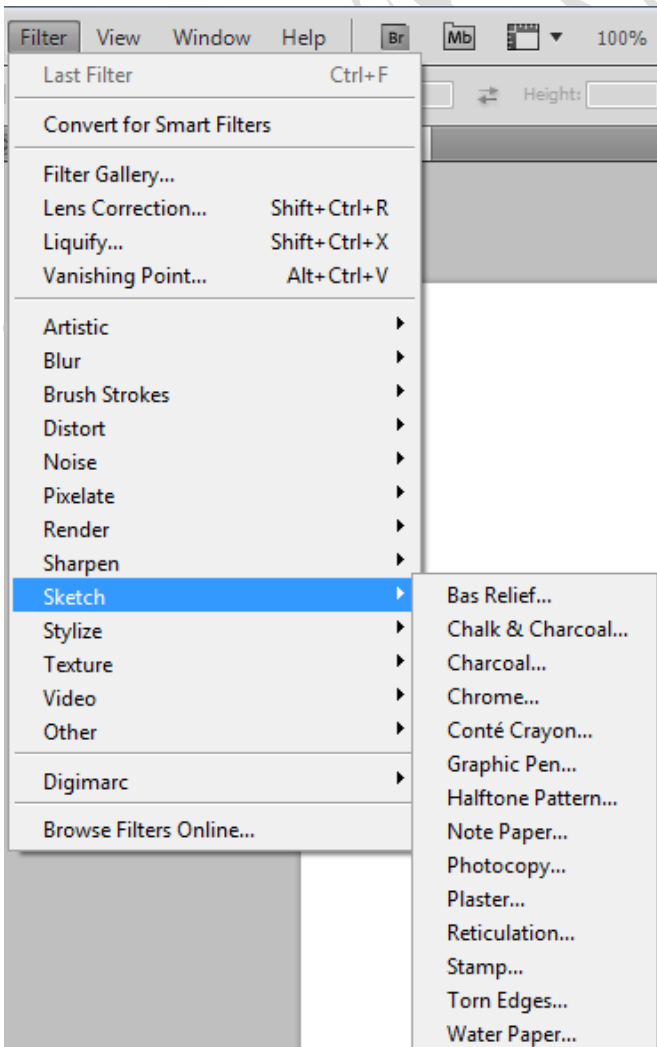 Filter View Window Help Br Mb 100%
Last Filter Ctrl+F
Height:
Convert for Smart Filters
Filter Gallery...
Lens Correction... Shift+Ctrl+R
Liquify... Shift+Ctrl+X
Vanishing Point... Alt+Ctrl+V
Artistic
Blur
Brush Strokes
Distort
Noise
Pixelate
Render
Sharpen
Sketch
Stylize
Texture
Video
Other
Digimarc
Browse Filters Online...
Bas Relief...
Chalk & Charcoal...
Charcoal...
Chrome...
Conté Crayon...
Graphic Pen...
Halftone Pattern...
Note Paper...
Photocopy...
Plaster...
Reticulation...
Stamp...
Torn Edges...
Water Paper...